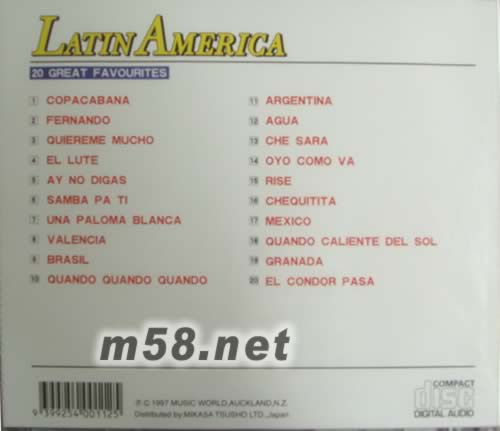 LATIN AMERICA
20 GREAT FAVOURITES
1 COPACABANA
2 FERNANDO
3 QUIEREME MUCHO
4 EL LUTE
5 AY NO DIGAS
6 SAMBA PA TI
7 UNA PALOMA BLANCA
8 VALENCIA
9 BRASIL
10 QUANDO QUANDO QUANDO
11 ARGENTINA
12 AGUA
13 CHE SARA
14 OYO COMO VA
15 RISE
16 CHEQUITITA
17 MEXICO
18 QUANDO CALIENTE DEL SOL
19 GRANADA
20 EL CONDOR PASA
m58.net
9399254001125
℗ © 1997 MUSIC WORLD,AUCKLAND,N.Z.
Distributed by MIKASA TSUSHO LTD.,Japan
COMPACT
disc
DIGITAL AUDIO